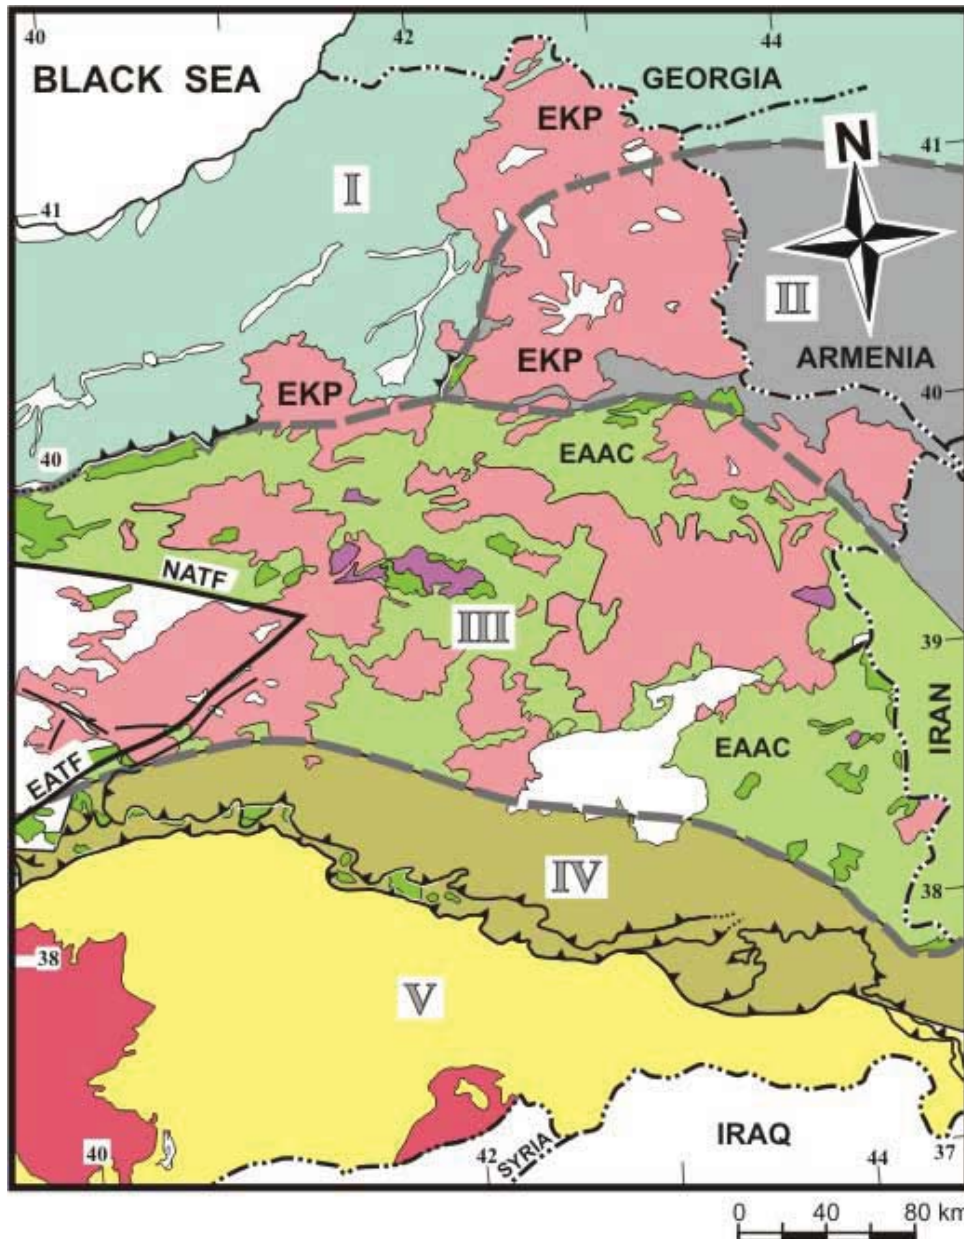 40
42
44
BLACK SEA
GEORGIA
EKP
N
41
I
41
II
EKP
ARMENIA
EKP
40
EAAC
40
NATF
III
39
IRAN
EAAC
EATF
IV
38
38
V
40
42
SYRIA
IRAQ
44
37
0 40 80 km